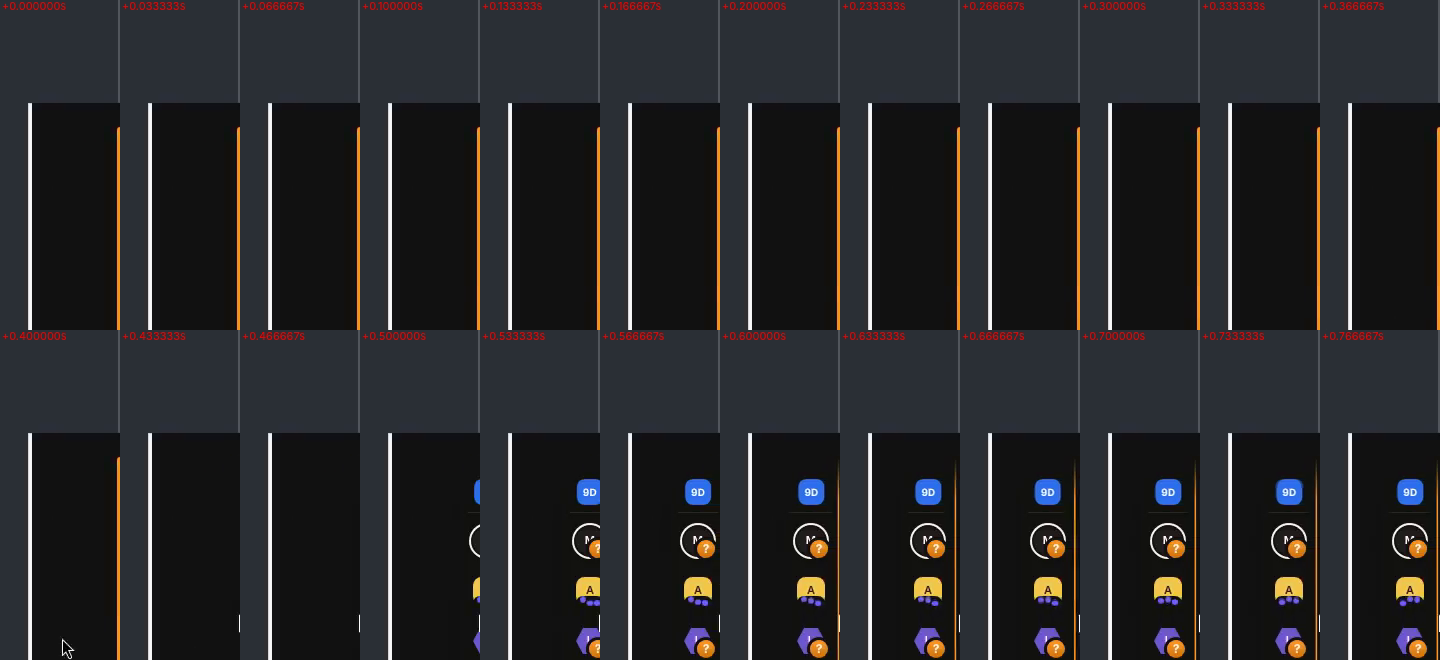 +0.000000s +0.033333s +0.066667s +0.100000s +0.133333s +0.166667s +0.200000s +0.233333s +0.266667s +0.300000s +0.333333s +0.366667s
+0.400000s +0.433333s +0.466667s +0.500000s +0.533333s +0.566667s +0.600000s +0.633333s +0.666667s +0.700000s +0.733333s +0.766667s
9D 9D 9D 9D 9D 9D 9D 9D
M M M M M M M M
? ? ? ? ? ? ? ?
A A A A A A A A
? ? ? ? ? ? ? ?